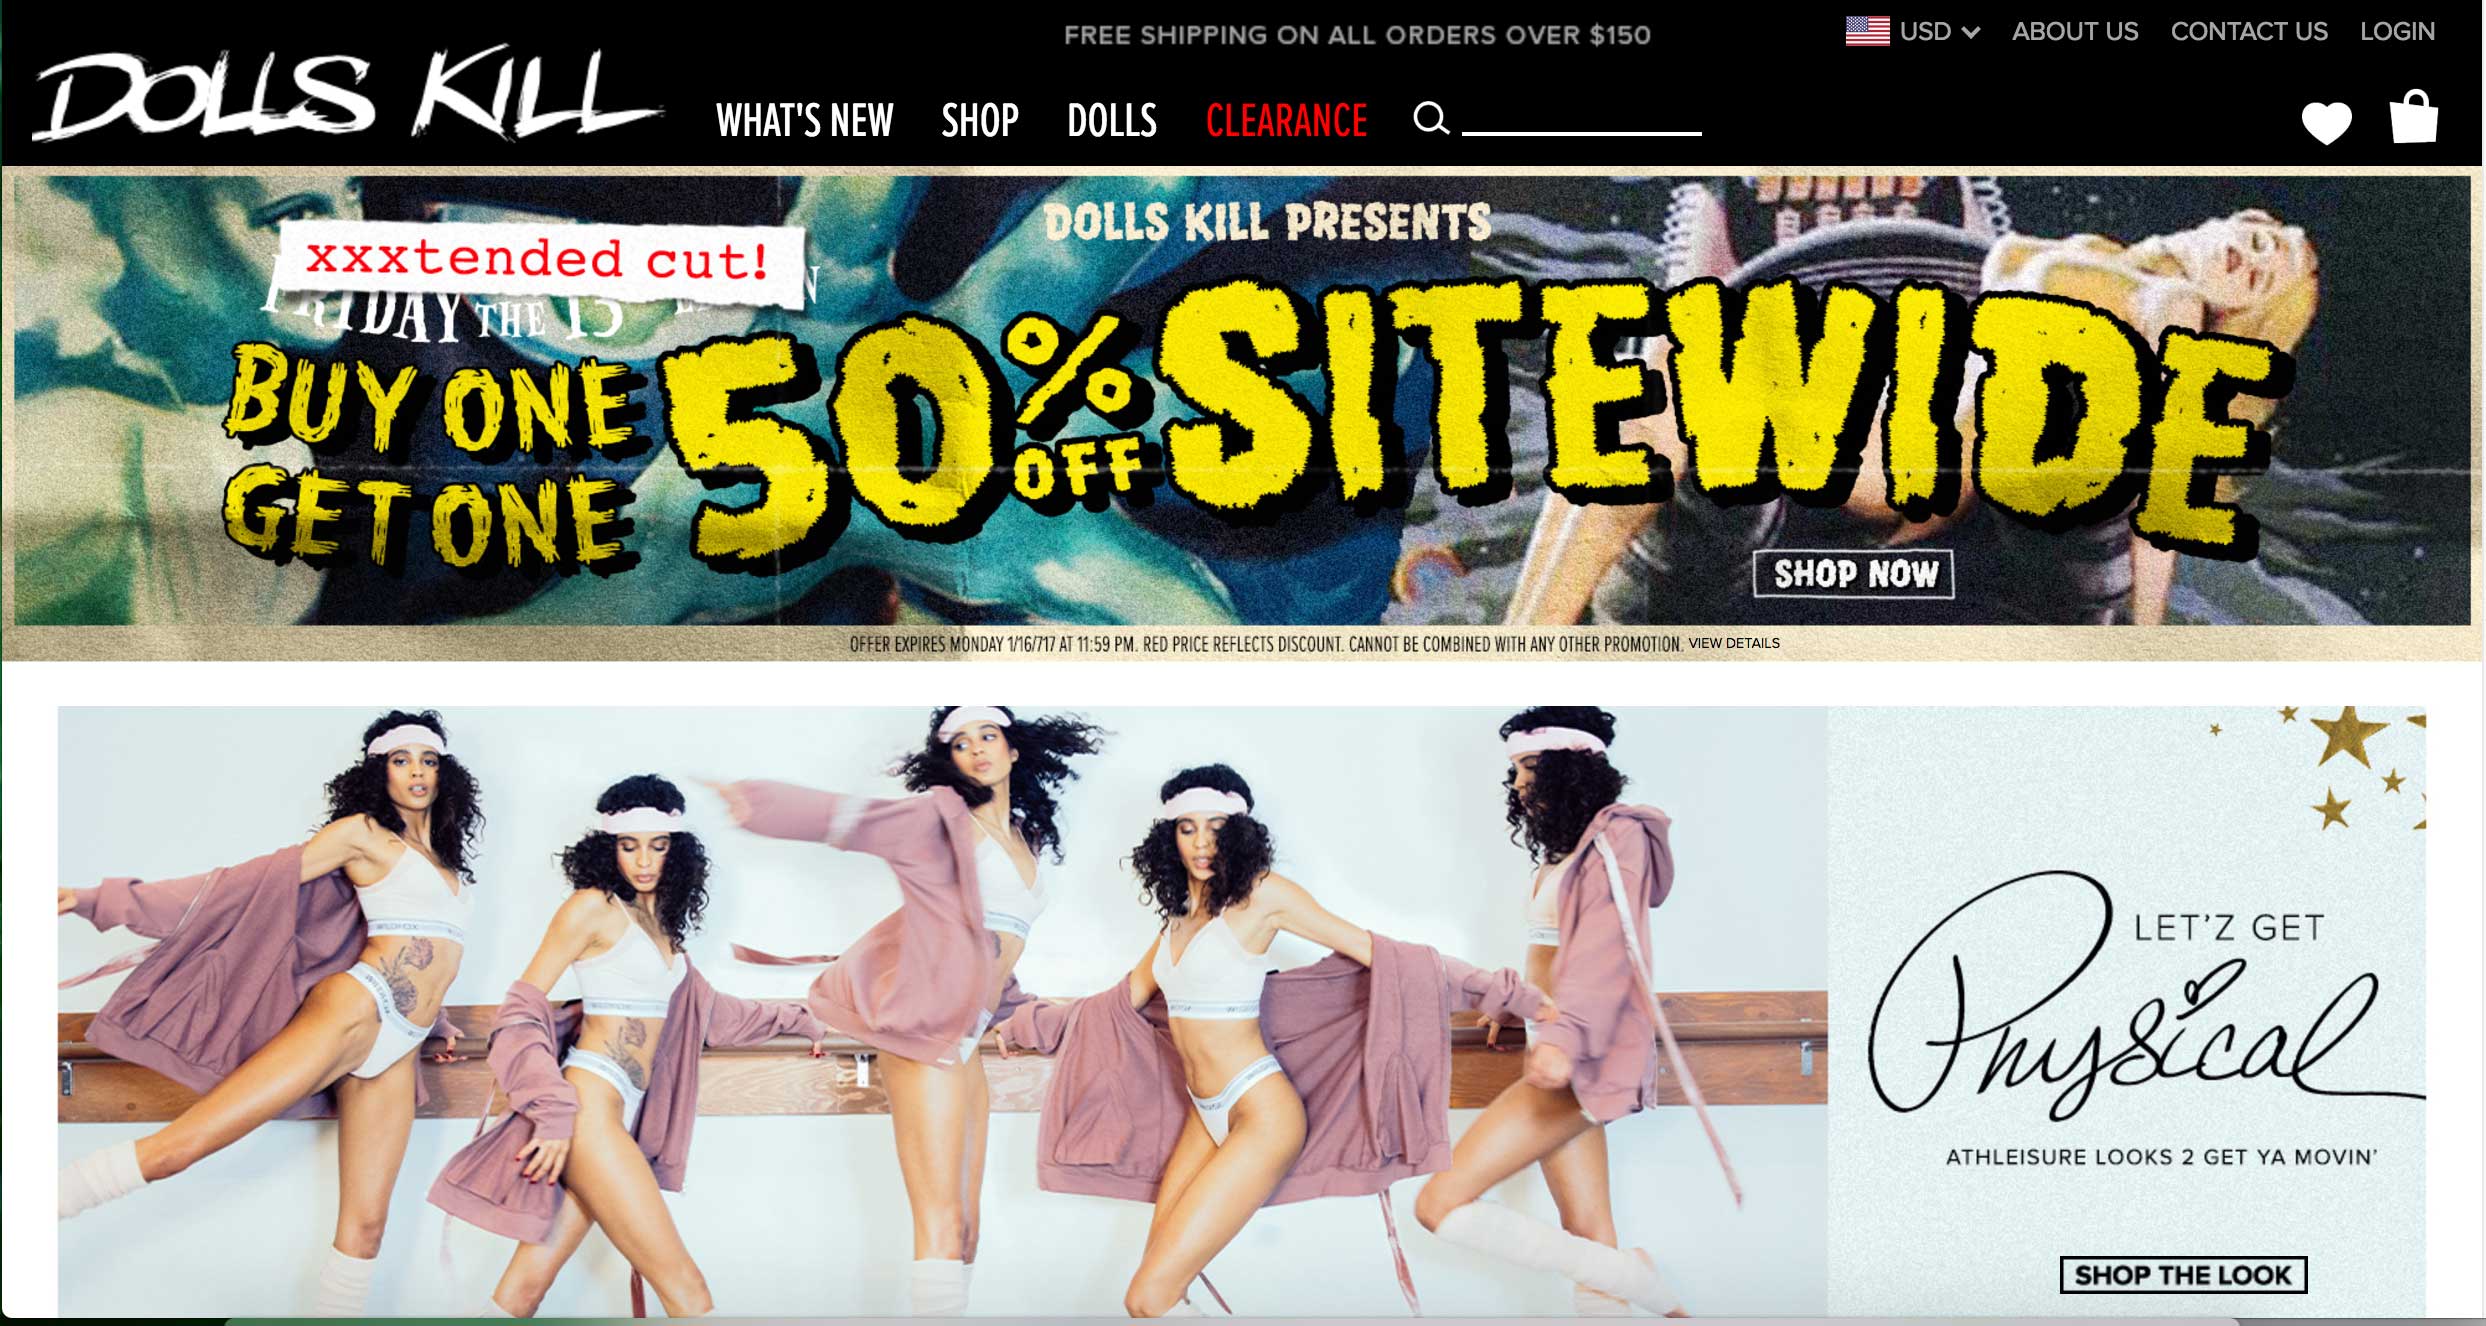 FREE SHIPPING ON ALL ORDERS OVER $150
USD
ABOUT US
CONTACT US
LOGIN
DOLLS KILL
WHAT'S NEW
SHOP
DOLLS
CLEARANCE
DOLLS KILL PRESENTS
xxxtended cut!
FRIDAY THE 13
BUY ONE
GET ONE
50% OFF SITEWIDE
SHOP NOW
OFFER EXPIRES MONDAY 1/16/717 AT 11:59 PM. RED PRICE REFLECTS DISCOUNT. CANNOT BE COMBINED WITH ANY OTHER PROMOTION. VIEW DETAILS
WILDFOX
LET'Z GET
Physical
ATHLEISURE LOOKS 2 GET YA MOVIN'
SHOP THE LOOK